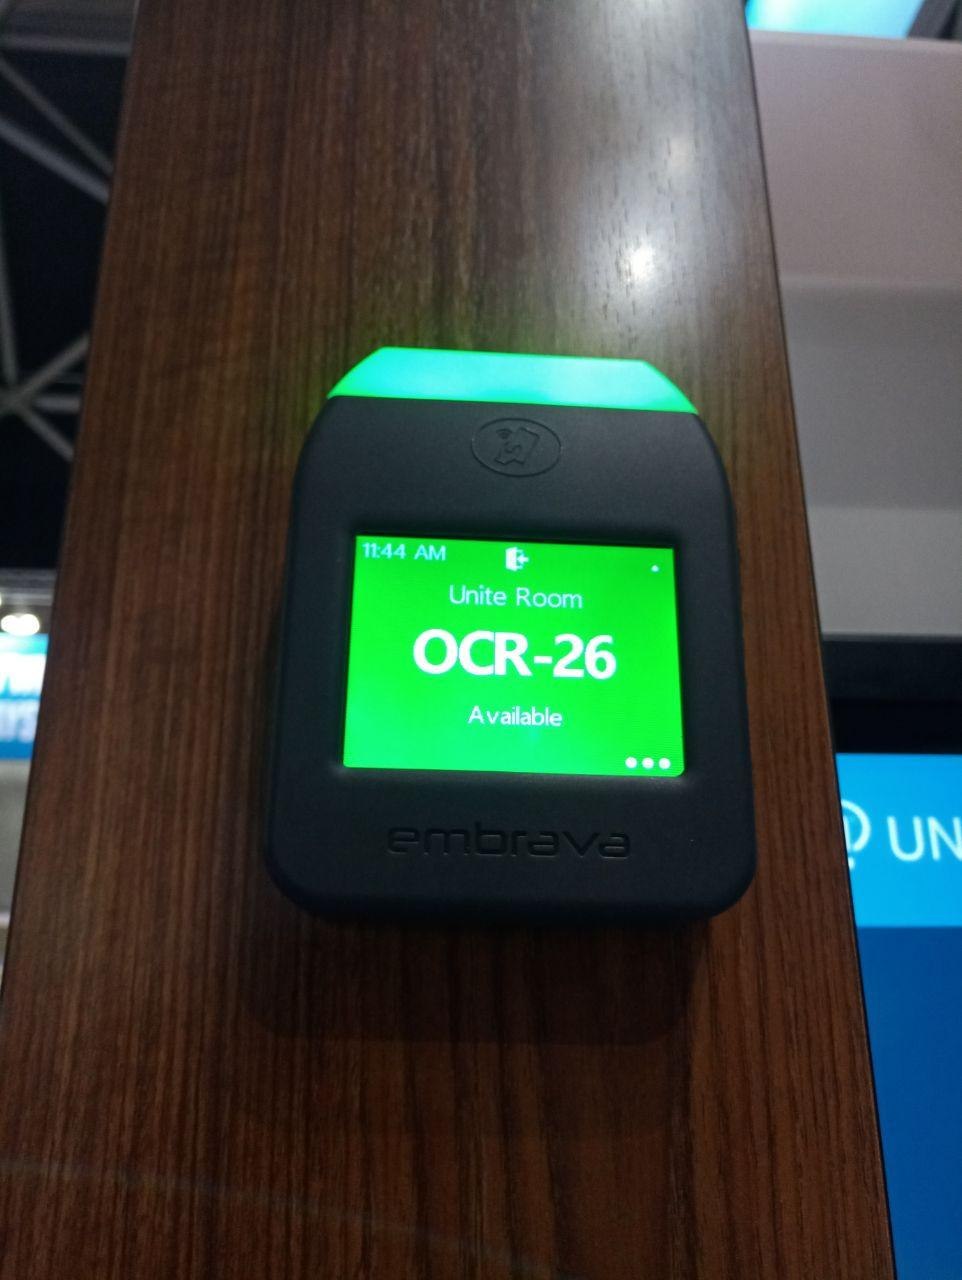 11:44 AM
Unite Room
OCR-26
Available
embrava
UN